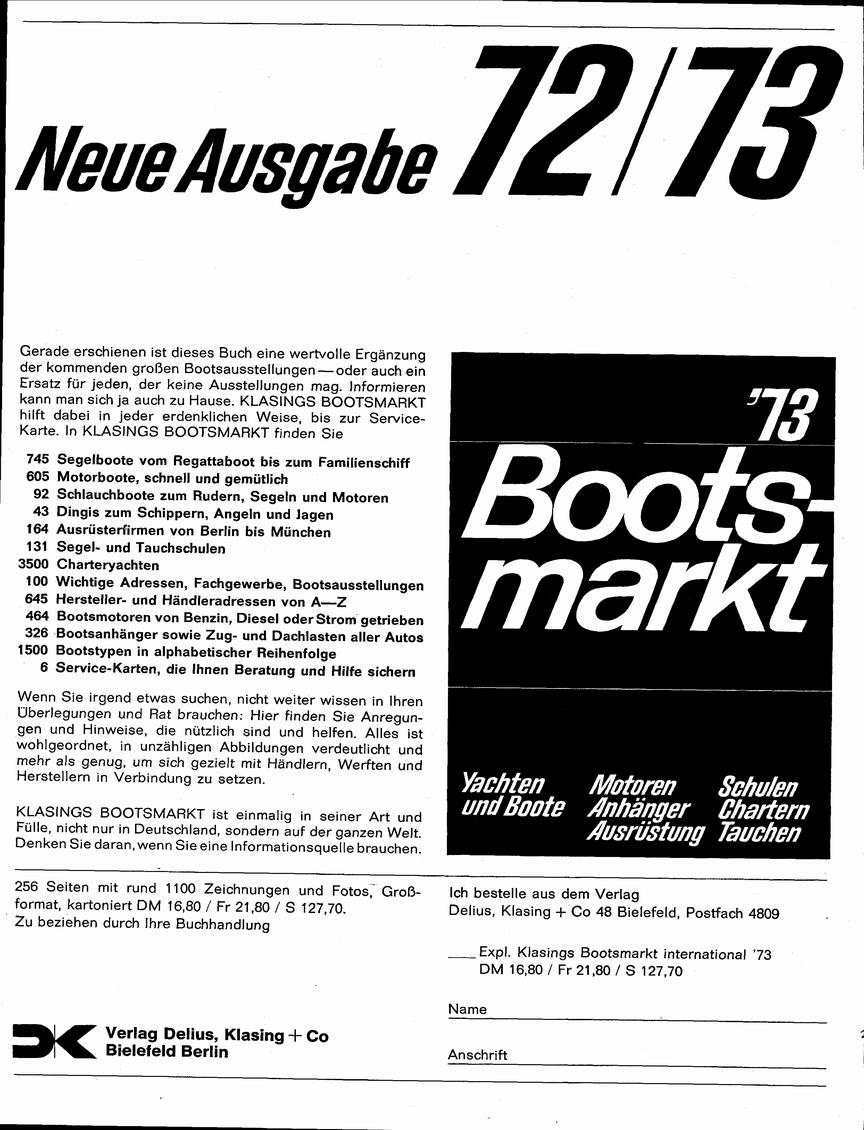 Neue Ausgabe 72/73
Gerade erschienen ist dieses Buch eine wertvolle Ergänzung
der kommenden großen Bootsausstellungen — oder auch ein
Ersatz für jeden, der keine Ausstellungen mag. Informieren
kann man sich ja auch zu Hause. KLASINGS BOOTSMARKT
hilft dabei in jeder erdenklichen Weise, bis zur Service-
Karte. In KLASINGS BOOTSMARKT finden Sie
745 Segelboote vom Regattaboot bis zum Familienschiff
605 Motorboote, schnell und gemütlich
92 Schlauchboote zum Rudern, Segeln und Motoren
43 Dingis zum Schippern, Angeln und Jagen
164 Ausrüsterfirmen von Berlin bis München
131 Segel- und Tauchschulen
3500 Charteryachten
100 Wichtige Adressen, Fachgewerbe, Bootsausstellungen
645 Hersteller- und Händleradressen von A—Z
464 Bootsmotoren von Benzin, Diesel oder Strom getrieben
326 Bootsanhänger sowie Zug- und Dachlasten aller Autos
1500 Bootstypen in alphabetischer Reihenfolge
6 Service-Karten, die Ihnen Beratung und Hilfe sichern
Wenn Sie irgend etwas suchen, nicht weiter wissen in Ihren
Überlegungen und Rat brauchen: Hier finden Sie Anregun-
gen und Hinweise, die nützlich sind und helfen. Alles ist
wohlgeordnet, in unzähligen Abbildungen verdeutlicht und
mehr als genug, um sich gezielt mit Händlern, Werften und
Herstellern in Verbindung zu setzen.
KLASINGS BOOTSMARKT ist einmalig in seiner Art und
Fülle, nicht nur in Deutschland, sondern auf der ganzen Welt.
Denken Sie daran, wenn Sie eine Informationsquelle brauchen.
'73
Boots-
markt
Yachten
und Boote
Motoren
Anhänger
Ausrüstung
Schulen
Chartern
Tauchen
256 Seiten mit rund 1100 Zeichnungen und Fotos, Groß-
format, kartoniert DM 16,80 / Fr 21,80 / S 127,70.
Zu beziehen durch Ihre Buchhandlung
Verlag Delius, Klasing + Co
Bielefeld Berlin
Ich bestelle aus dem Verlag
Delius, Klasing + Co 48 Bielefeld, Postfach 4809
___ Expl. Klasings Bootsmarkt international '73
DM 16,80 / Fr 21,80 / S 127,70
Name
Anschrift